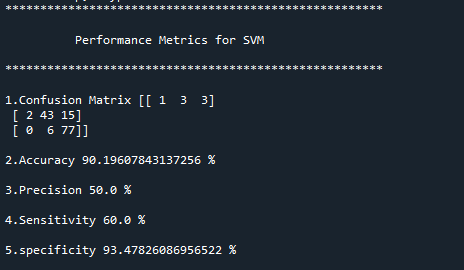 ******************************************************
Performance Metrics for SVM
******************************************************
1.Confusion Matrix [[ 1  3  3]
[ 2 43 15]
[ 0  6 77]]
2.Accuracy 90.19607843137256 %
3.Precision 50.0 %
4.Sensitivity 60.0 %
5.specificity 93.47826086956522 %